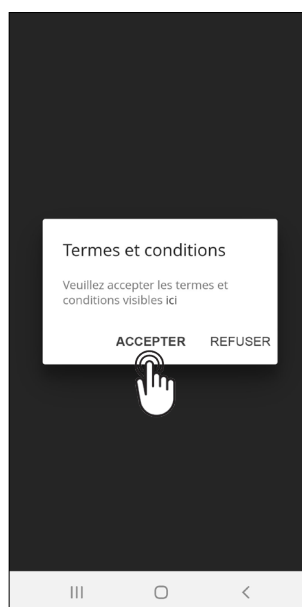 Termes et conditions
Veuillez accepter les termes et
conditions visibles ici
ACCEPTER REFUSER